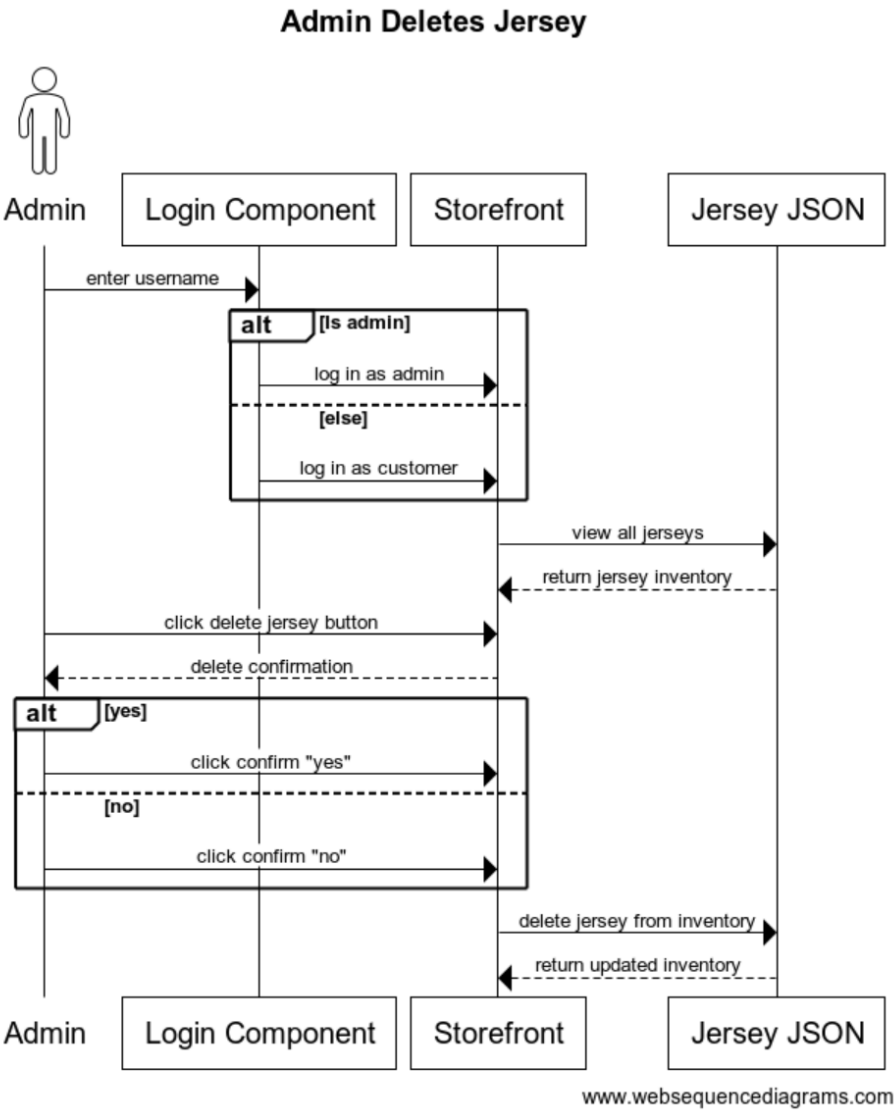 Admin Deletes Jersey
Admin
Login Component
Storefront
Jersey JSON
enter username
alt
[Is admin]
log in as admin
[else]
log in as customer
view all jerseys
return jersey inventory
click delete jersey button
delete confirmation
alt
[yes]
click confirm "yes"
[no]
click confirm "no"
delete jersey from inventory
return updated inventory
Admin
Login Component
Storefront
Jersey JSON
www.websequencediagrams.com